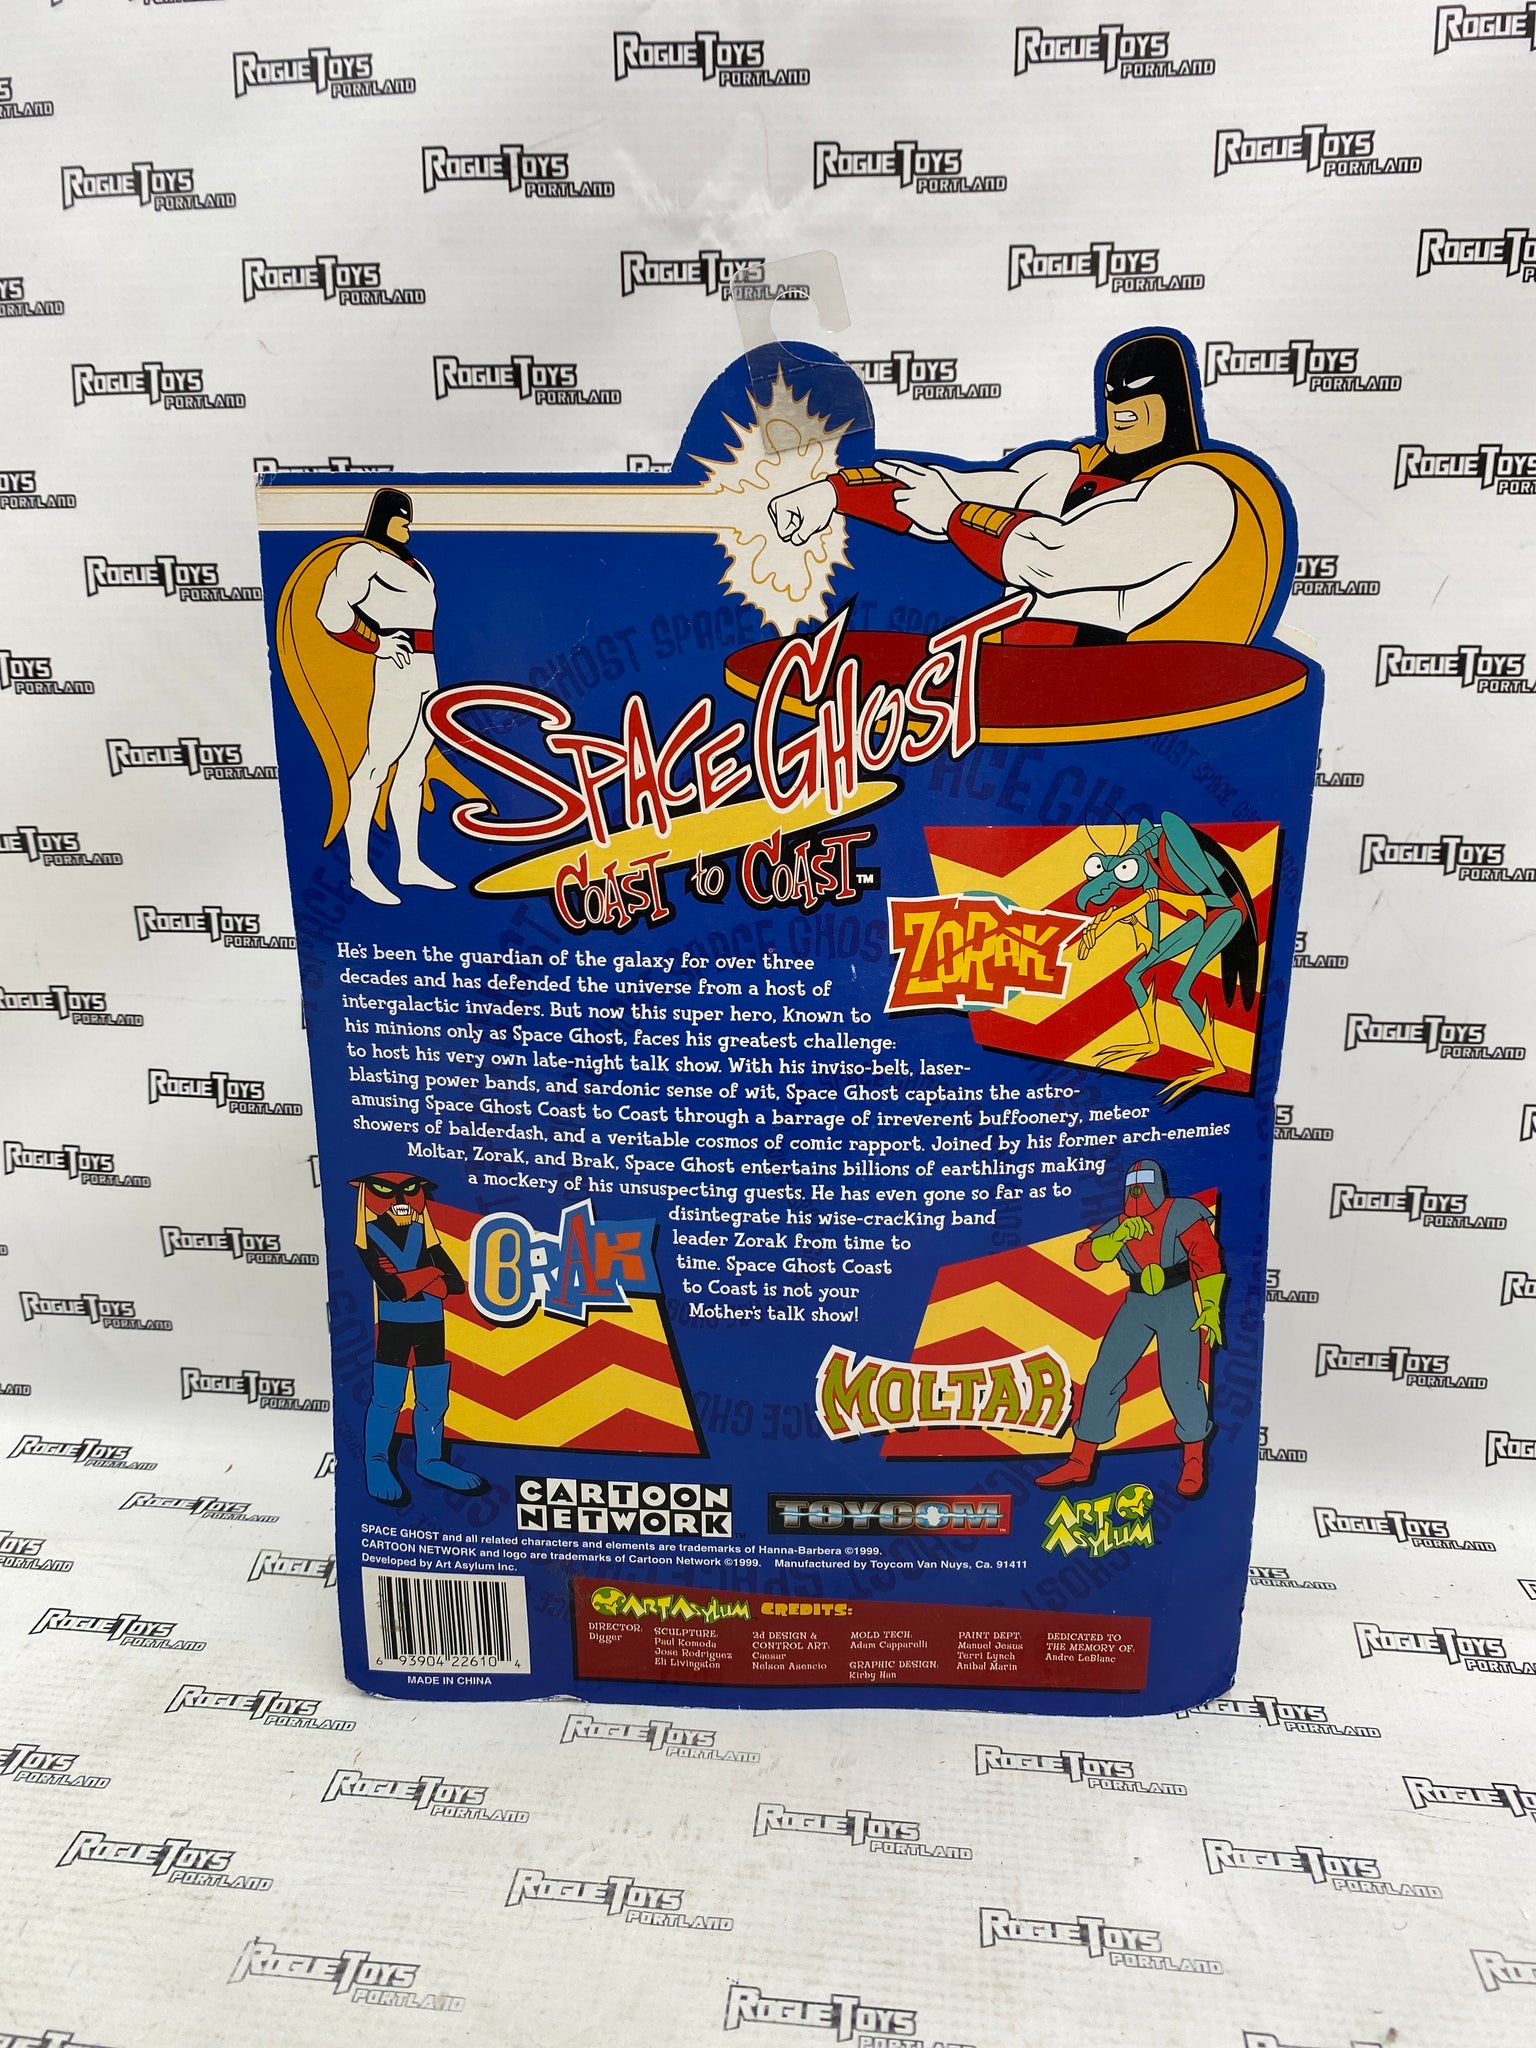 ROGUE TOYS
PORTLAND
SPACE GHOST
COAST to COAST™
ZORAK
He's been the guardian of the galaxy for over three
decades and has defended the universe from a host of
intergalactic invaders. But now this super hero, known to
his minions only as Space Ghost, faces his greatest challenge:
to host his very own late-night talk show. With his inviso-belt, laser-
blasting power bands, and sardonic sense of wit, Space Ghost captains the astro-
amusing Space Ghost Coast to Coast through a barrage of irreverent buffoonery, meteor
showers of balderdash, and a veritable cosmos of comic rapport. Joined by his former arch-enemies
Moltar, Zorak, and Brak, Space Ghost entertains billions of earthlings making
a mockery of his unsuspecting guests. He has even gone so far as to
disintegrate his wise-cracking band
leader Zorak from time to
time. Space Ghost Coast
to Coast is not your
Mother's talk show!
BRAK
MOLTAR
CARTOON
NETWORK™
TOYCOM
ART
ASYLUM
SPACE GHOST and all related characters and elements are trademarks of Hanna-Barbera ©1999.
CARTOON NETWORK and logo are trademarks of Cartoon Network ©1999. Manufactured by Toycom Van Nuys, Ca. 91411
Developed by Art Asylum Inc.
6 93904 22610 4
MADE IN CHINA
ART ASYLUM CREDITS:
DIRECTOR:
Digger
SCULPTURE:
Paul Komoda
Jose Rodriguez
Eli Livingston
2d DESIGN &
CONTROL ART:
Caesar
Nelson Asencio
MOLD TECH:
Adam Capparelli
GRAPHIC DESIGN:
Kirby Han
PAINT DEPT:
Manuel Jesus
Terri Lynch
Anibal Marin
DEDICATED TO
THE MEMORY OF:
Andre LeBlanc